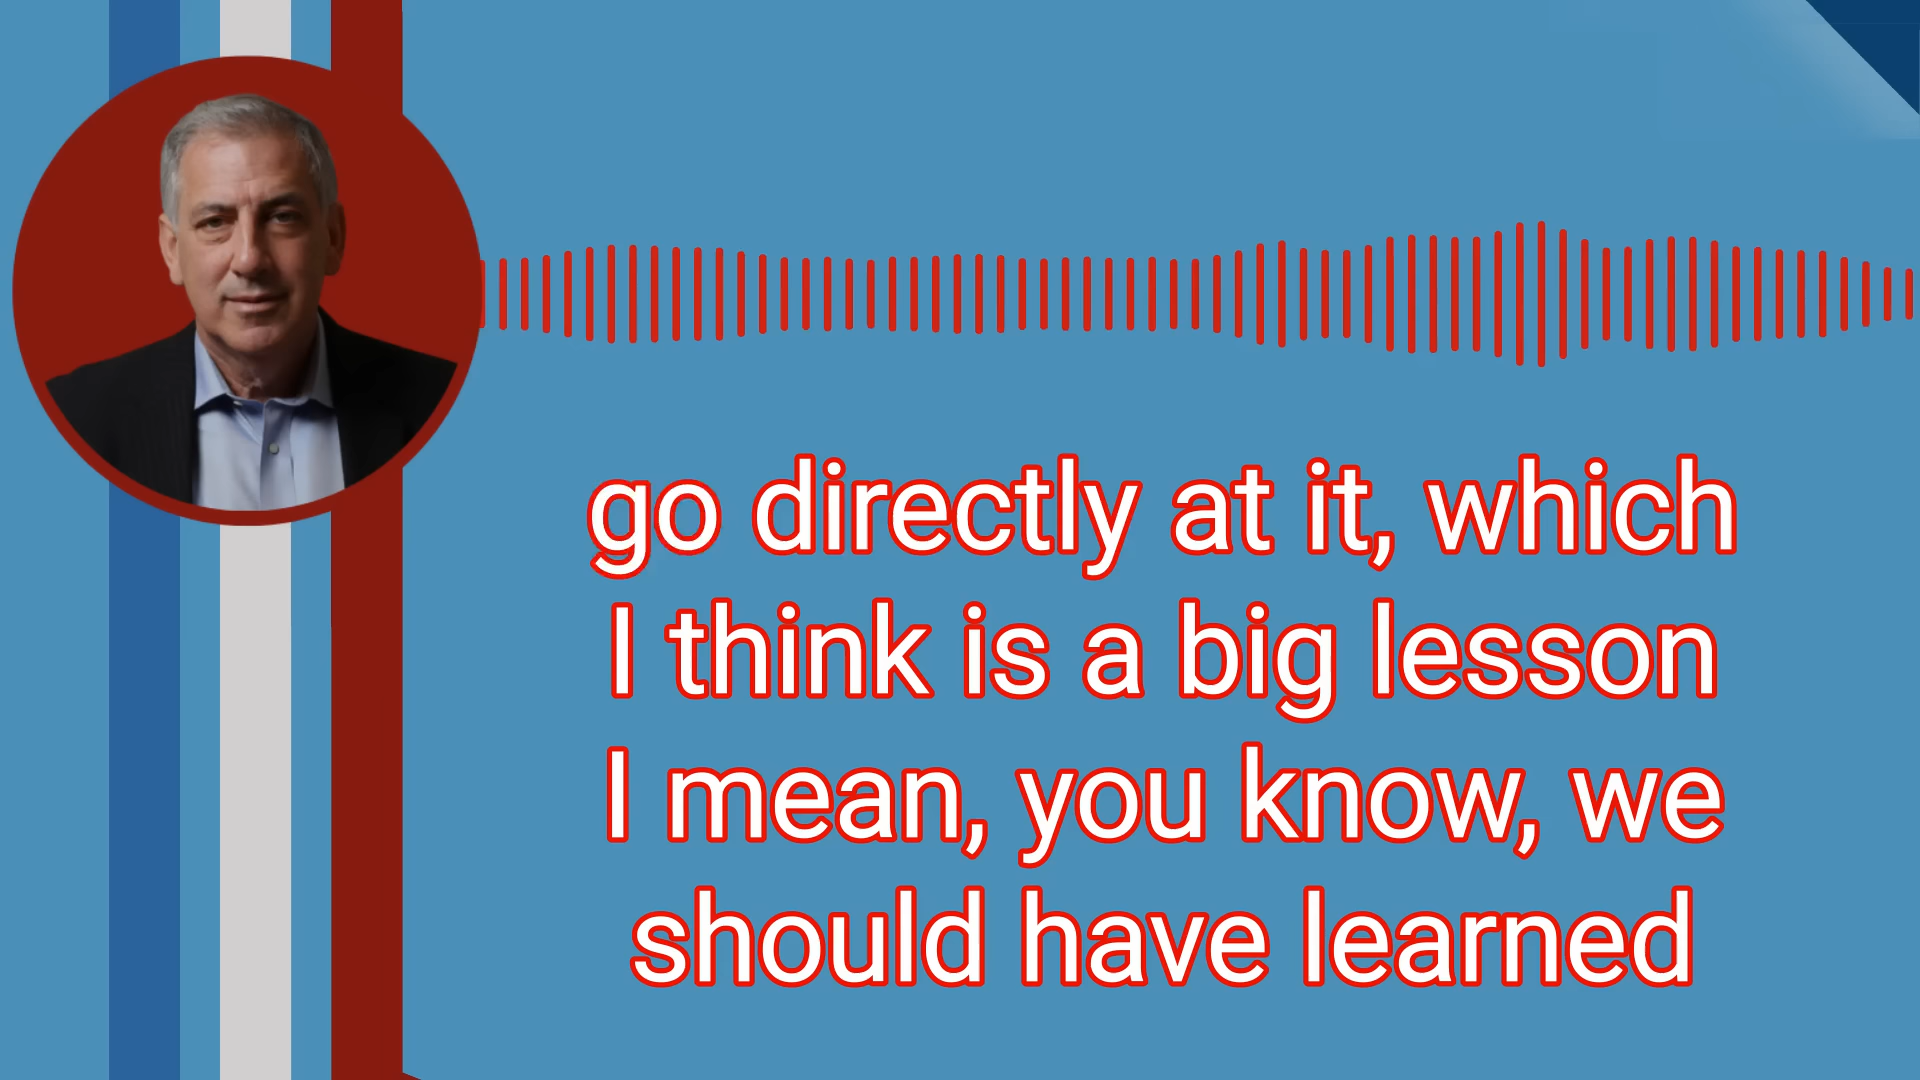 go directly at it, which
I think is a big lesson
I mean, you know, we
should have learned